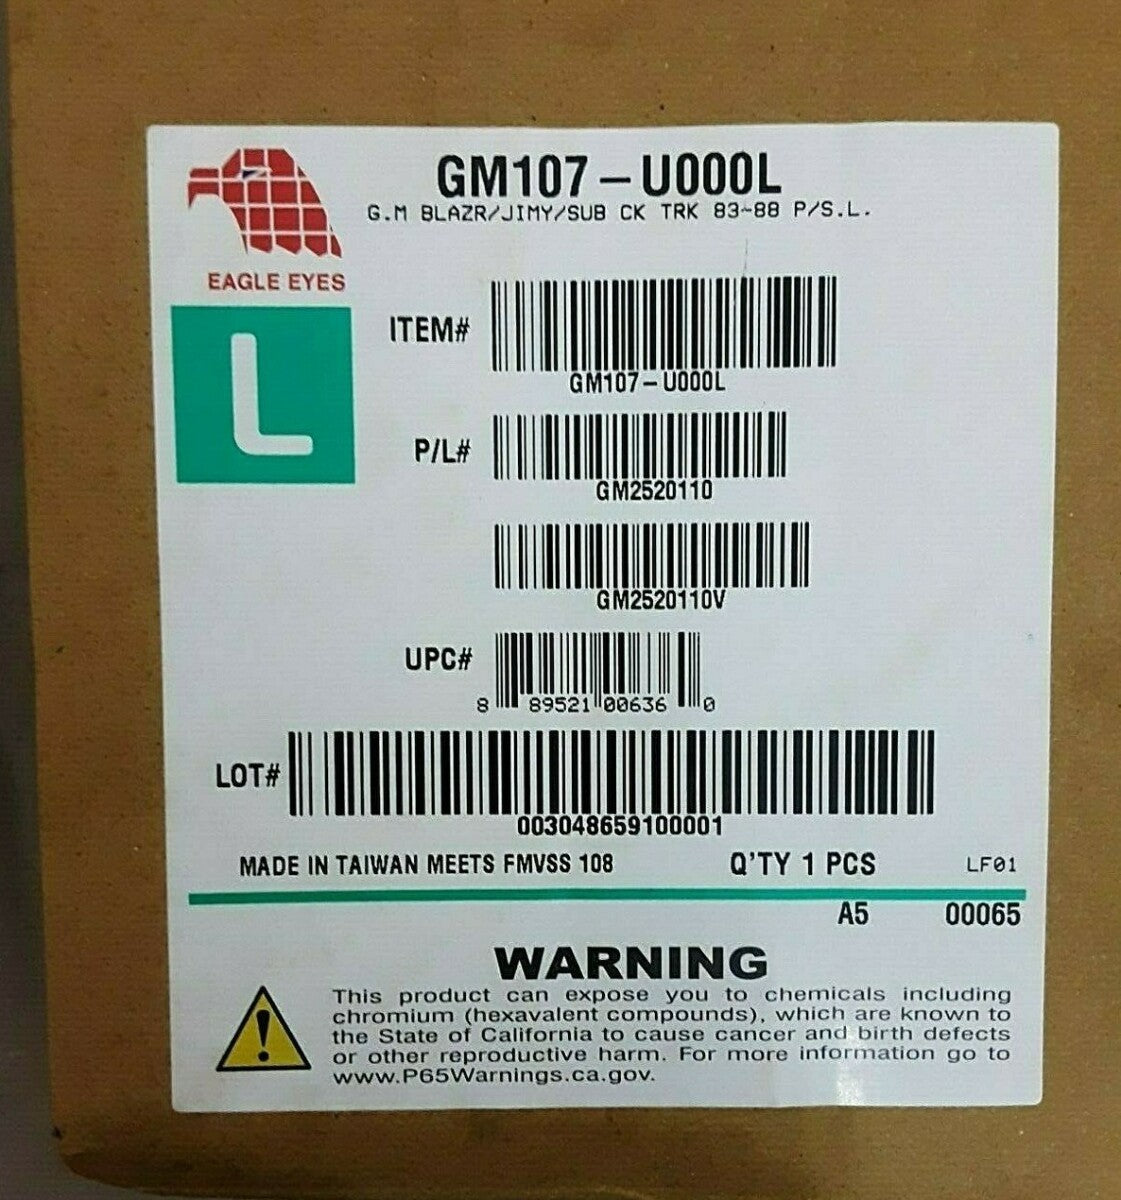 GM107-U000L
G.M BLAZR/JIMY/SUB CK TRK 83~88 P/S.L.
EAGLE EYES
L
ITEM#
GM107-U000L
P/L#
GM2520110
GM2520110V
UPC#
8 89521 00636 0
LOT#
003048659100001
MADE IN TAIWAN MEETS FMVSS 108 Q'TY 1 PCS LF01
A5 00065
WARNING
This product can expose you to chemicals including
chromium (hexavalent compounds), which are known to
the State of California to cause cancer and birth defects
or other reproductive harm. For more information go to
www.P65Warnings.ca.gov.